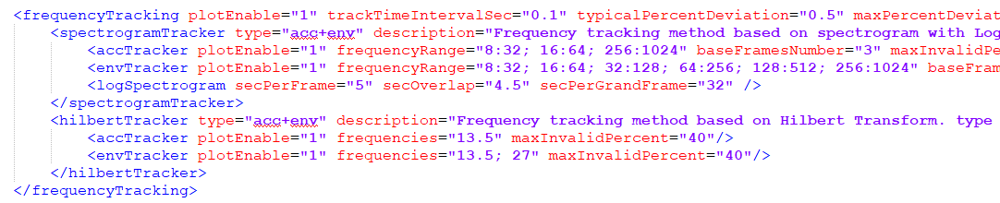 <frequencyTracking plotEnable="1" trackTimeIntervalSec="0.1" typicalPercentDeviation="0.5" maxPercentDeviat
<spectrogramTracker type="acc+env" description="Frequency tracking method based on spectrogram with Log
<accTracker plotEnable="1" frequencyRange="8:32; 16:64; 256:1024" baseFramesNumber="3" maxInvalidPe
<envTracker plotEnable="1" frequencyRange="8:32; 16:64; 32:128; 64:256; 128:512; 256:1024" baseFram
<logSpectrogram secPerFrame="5" secOverlap="4.5" secPerGrandFrame="32" />
</spectrogramTracker>
<hilbertTracker type="acc+env" description="Frequency tracking method based on Hilbert Transform. type
<accTracker plotEnable="1" frequencies="13.5" maxInvalidPercent="40"/>
<envTracker plotEnable="1" frequencies="13.5; 27" maxInvalidPercent="40"/>
</hilbertTracker>
</frequencyTracking>